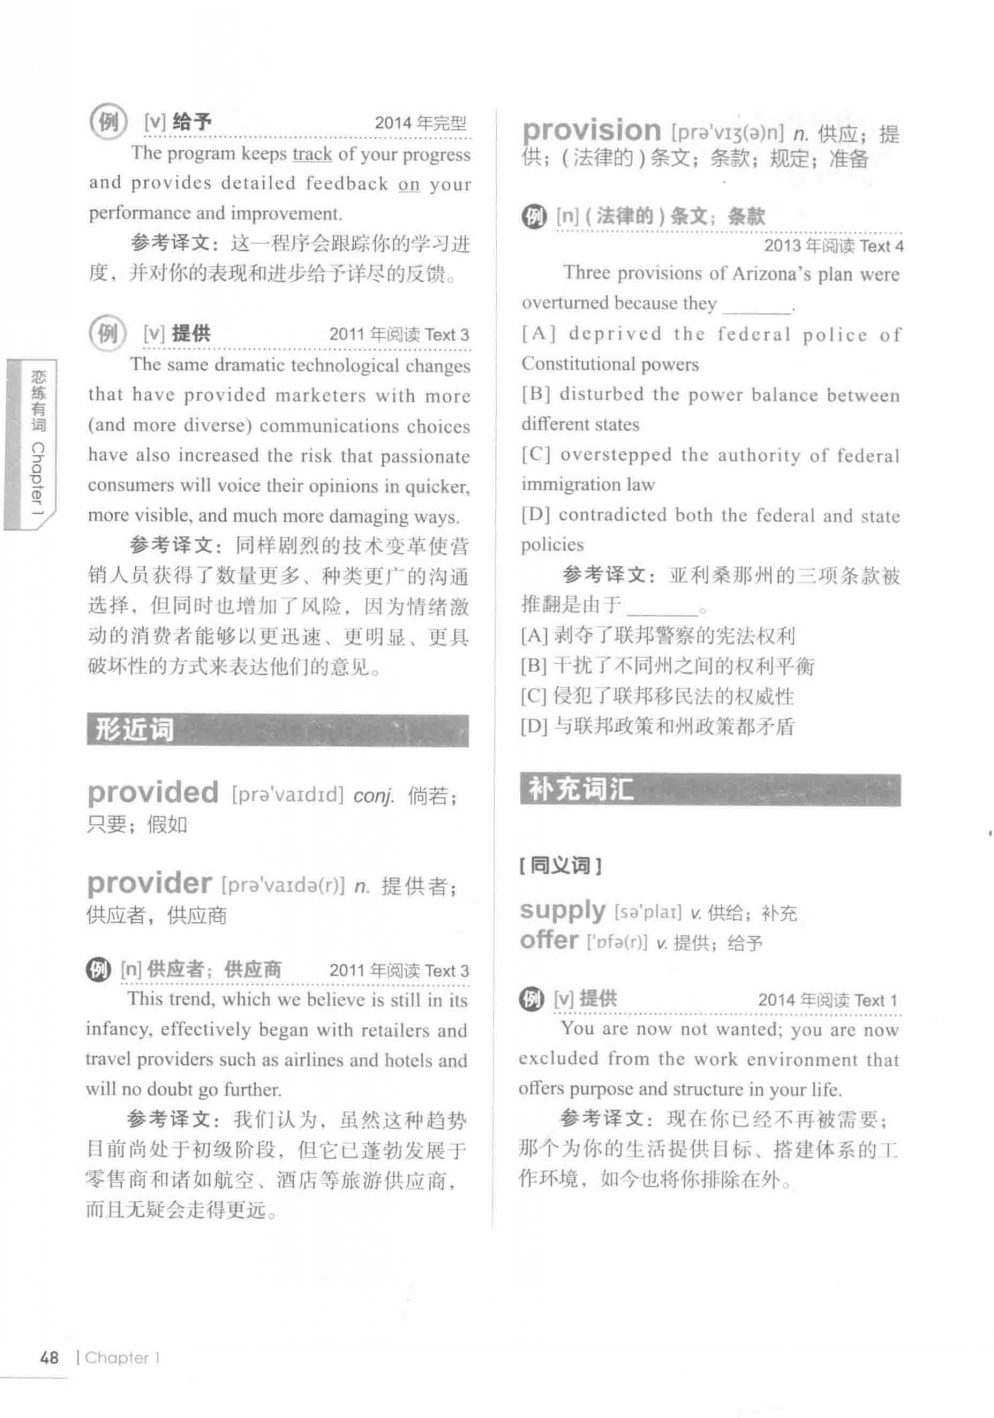 例 [v] 给予 2014 年完型
The program keeps track of your progress
and provides detailed feedback on your
performance and improvement.
参考译文：这一程序会跟踪你的学习进
度，并对你的表现和进步给予详尽的反馈。
例 [v] 提供 2011 年阅读 Text 3
The same dramatic technological changes
that have provided marketers with more
(and more diverse) communications choices
have also increased the risk that passionate
consumers will voice their opinions in quicker,
more visible, and much more damaging ways.
参考译文：同样剧烈的技术变革使营
销人员获得了数量更多、种类更广的沟通
选择，但同时也增加了风险，因为情绪激
动的消费者能够以更迅速、更明显、更具
破坏性的方式来表达他们的意见。
形近词
provided [prə'vaɪdɪd] conj. 倘若；
只要；假如
provider [prə'vaɪdə(r)] n. 提供者；
供应者，供应商
例 [n] 供应者；供应商 2011 年阅读 Text 3
This trend, which we believe is still in its
infancy, effectively began with retailers and
travel providers such as airlines and hotels and
will no doubt go further.
参考译文：我们认为，虽然这种趋势
目前尚处于初级阶段，但它已蓬勃发展于
零售商和诸如航空、酒店等旅游供应商，
而且无疑会走得更远。
provision [prə'vɪʒ(ə)n] n. 供应；提
供；（法律的）条文；条款；规定；准备
例 [n]（法律的）条文；条款
2013 年阅读 Text 4
Three provisions of Arizona's plan were
overturned because they ______.
[A] deprived the federal police of
Constitutional powers
[B] disturbed the power balance between
different states
[C] overstepped the authority of federal
immigration law
[D] contradicted both the federal and state
policies
参考译文：亚利桑那州的三项条款被
推翻是由于______。
[A] 剥夺了联邦警察的宪法权利
[B] 干扰了不同州之间的权利平衡
[C] 侵犯了联邦移民法的权威性
[D] 与联邦政策和州政策都矛盾
补充词汇
[ 同义词 ]
supply [sə'plaɪ] v. 供给；补充
offer ['ɒfə(r)] v. 提供；给予
例 [v] 提供 2014 年阅读 Text 1
You are now not wanted; you are now
excluded from the work environment that
offers purpose and structure in your life.
参考译文：现在你已经不再被需要；
那个为你的生活提供目标、搭建体系的工
作环境，如今也将你排除在外。
恋练有词 Chapter 1
48 | Chapter 1